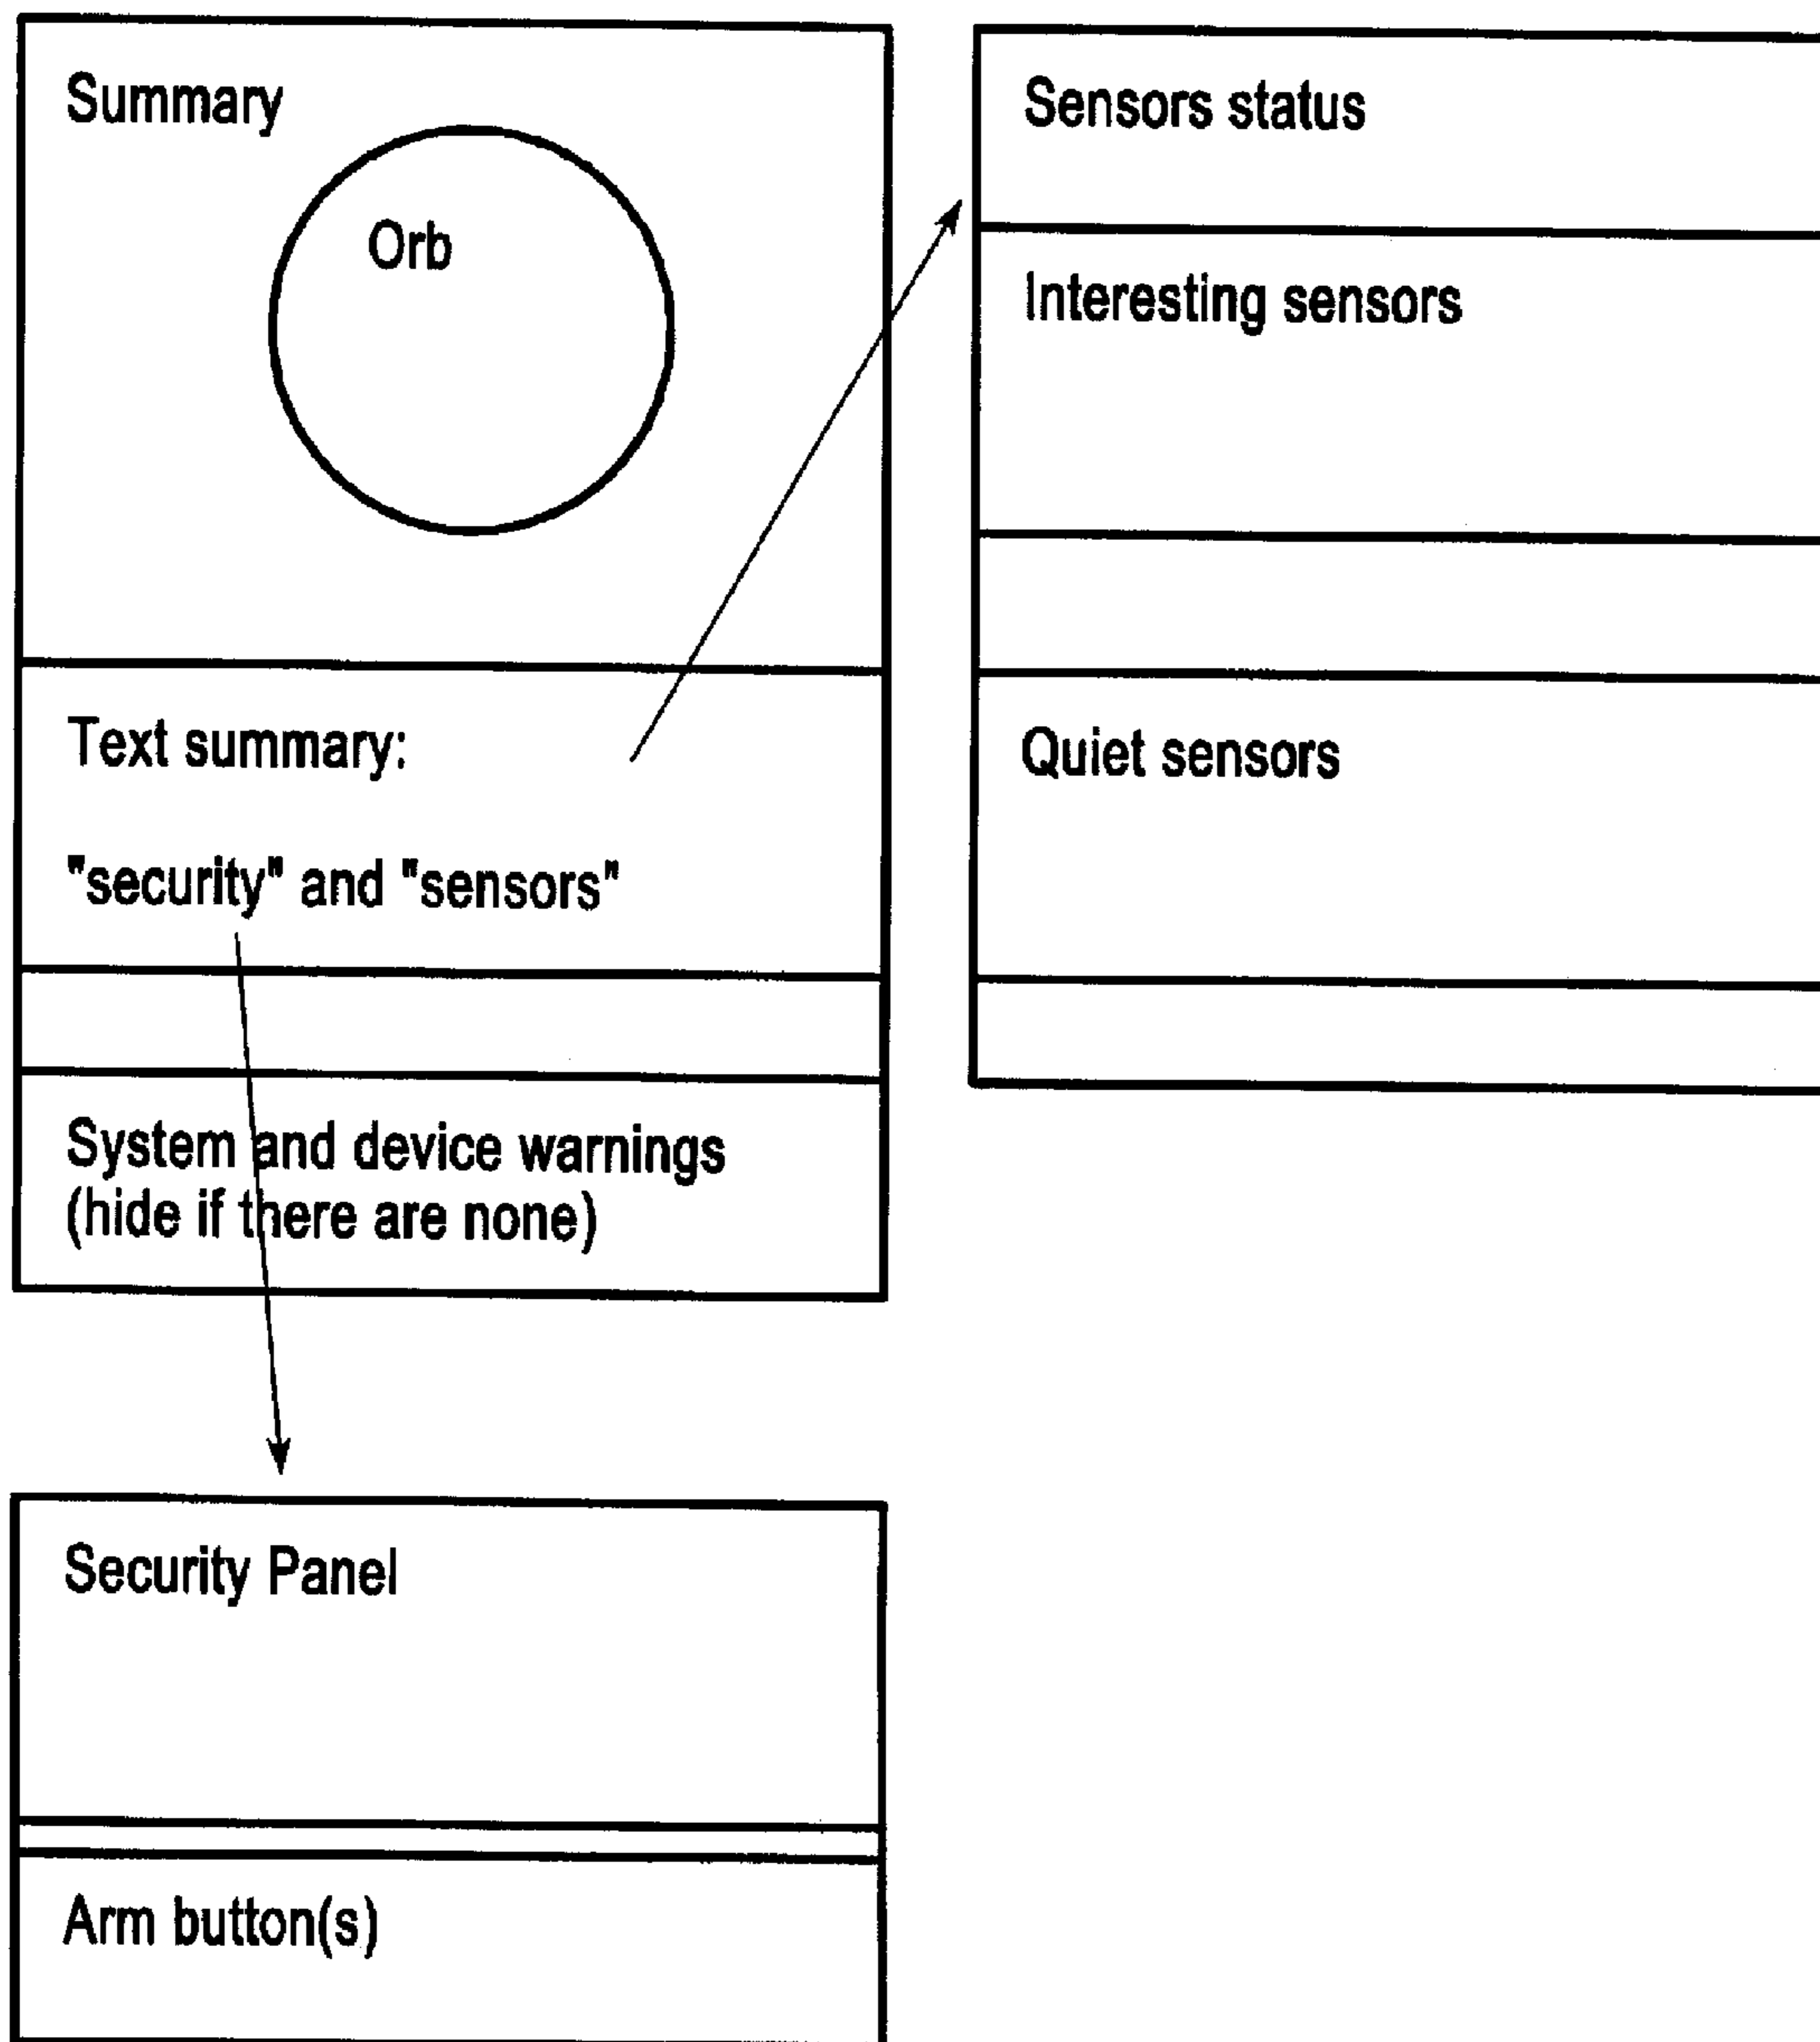 Summary
Orb
Text summary:
"security" and "sensors"
System and device warnings
(hide if there are none)
Sensors status
Interesting sensors
Quiet sensors
Security Panel
Arm button(s)